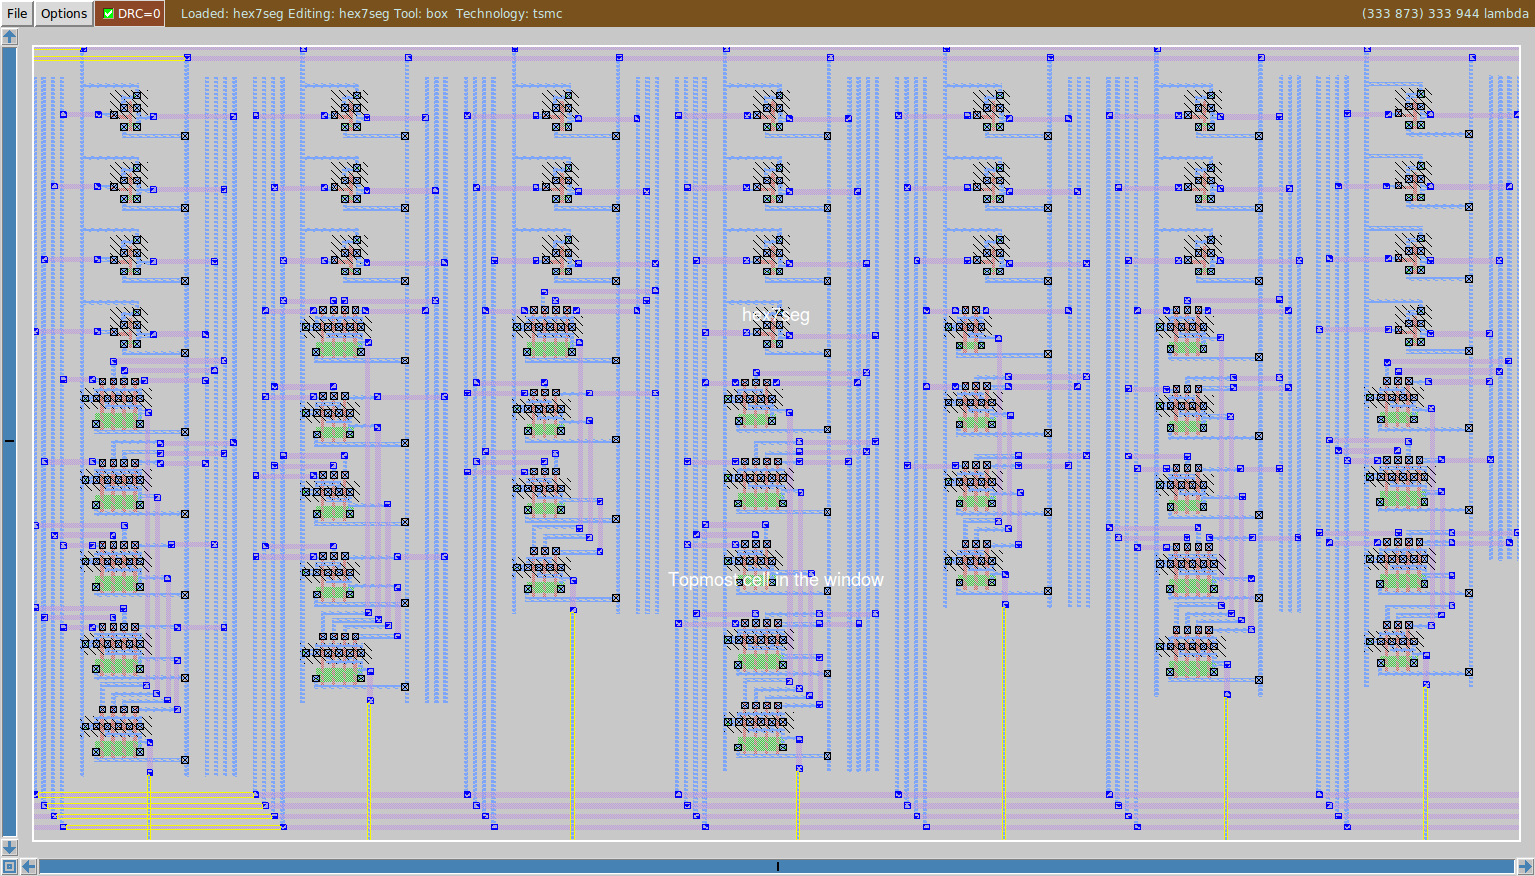 File Options DRC=0 Loaded: hex7seg Editing: hex7seg Tool: box Technology: tsmc (333 873) 333 944 lambda
hex7seg
Topmost cell in the window